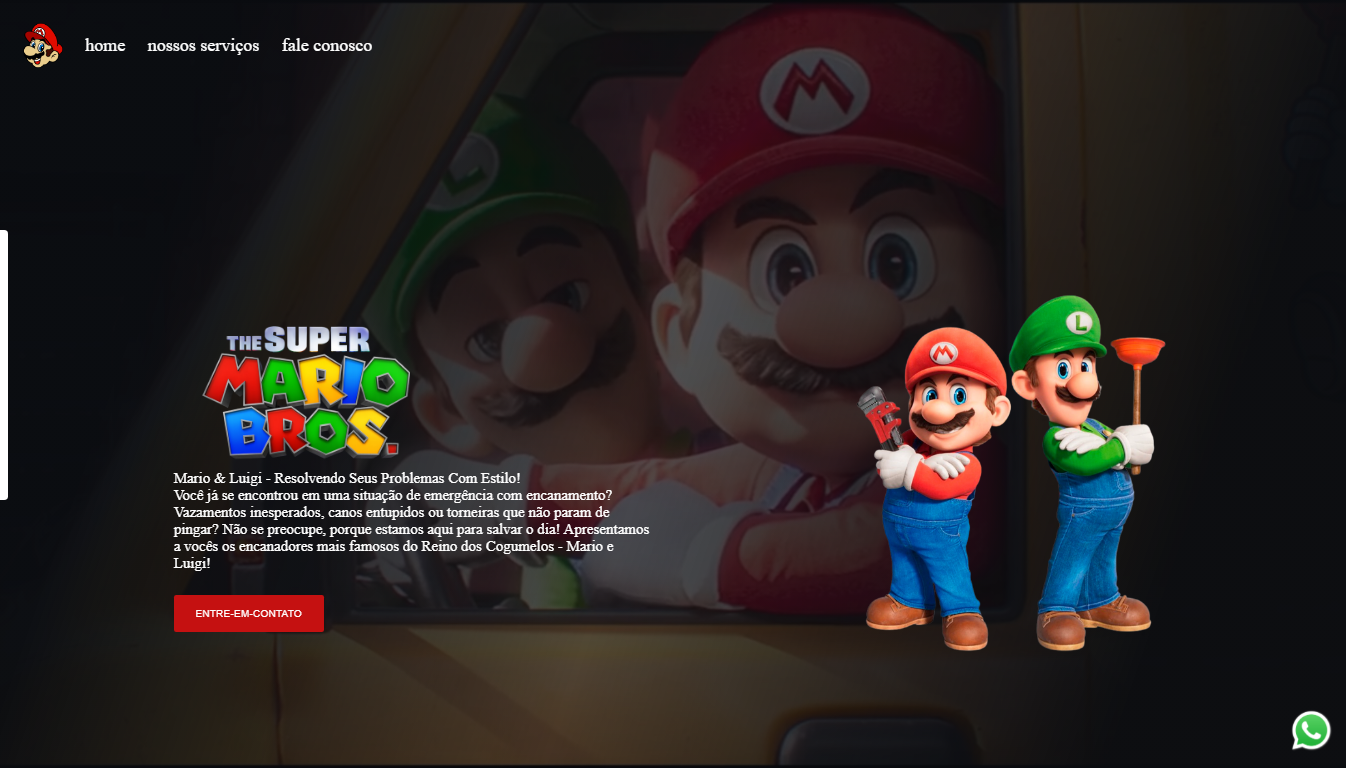 home nossos serviços fale conosco
M
L
M
L
THE SUPER
MARIO
BROS.
Mario & Luigi - Resolvendo Seus Problemas Com Estilo!
Você já se encontrou em uma situação de emergência com encanamento?
Vazamentos inesperados, canos entupidos ou torneiras que não param de
pingar? Não se preocupe, porque estamos aqui para salvar o dia! Apresentamos
a vocês os encanadores mais famosos do Reino dos Cogumelos - Mario e
Luigi!
ENTRE-EM-CONTATO